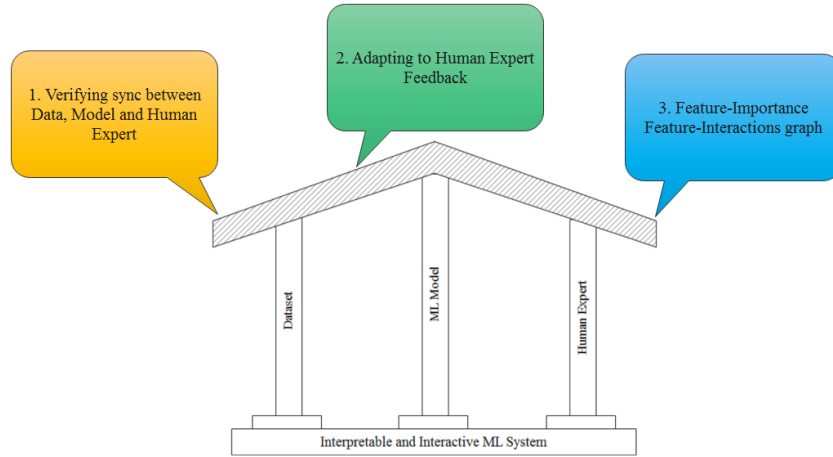 1. Verifying sync between
Data, Model and Human
Expert
2. Adapting to Human Expert
Feedback
3. Feature-Importance
Feature-Interactions graph
Dataset
ML Model
Human Expert
Interpretable and Interactive ML System